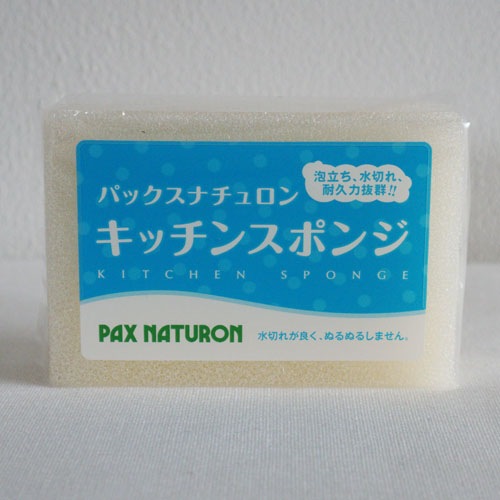 泡立ち、水切れ、
耐久力抜群!!
パックスナチュロン
キッチンスポンジ
KITCHEN SPONGE
PAX NATURON
水切れが良く、ぬるぬるしません。